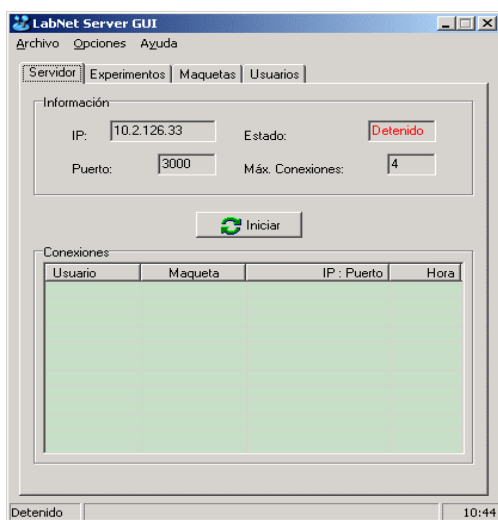 LabNet Server GUI
Archivo Opciones Ayuda
Servidor Experimentos Maquetas Usuarios
Información
IP: 10.2.126.33 Estado: Detenido
Puerto: 3000 Máx. Conexiones: 4
Iniciar
Conexiones
Usuario Maqueta IP : Puerto Hora
Detenido 10:44